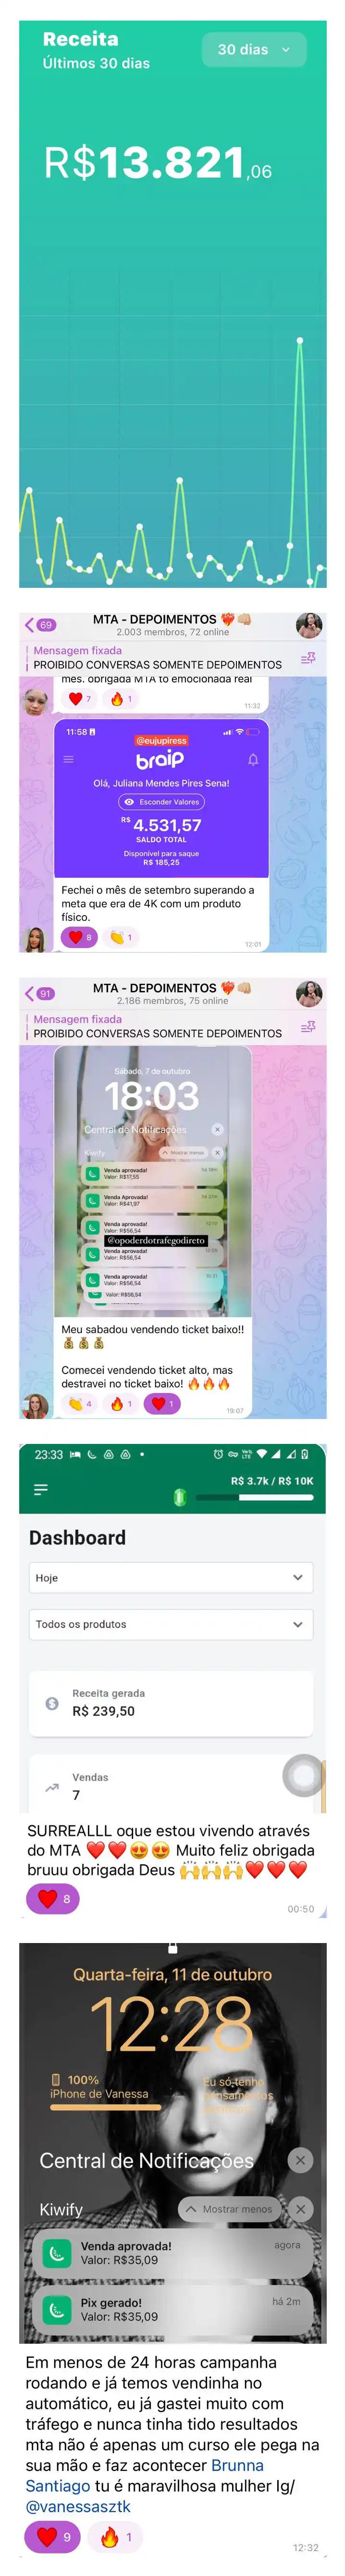 Receita
30 dias
Últimos 30 dias
R$13.821,06
69
MTA - DEPOIMENTOS ❤️‍🔥👊🏼
2.003 membros, 72 online
Mensagem fixada
PROIBIDO CONVERSAS SOMENTE DEPOIMENTOS
mês. obrigada MTA to emocionada real
❤️ 7 🔥 1
11:32
11:58
@eujupiress
braip
Olá, Juliana Mendes Pires Sena!
Esconder Valores
R$ 4.531,57
SALDO TOTAL
Disponível para saque
R$ 185,25
Fechei o mês de setembro superando a
meta que era de 4K com um produto
físico.
❤️ 8 👏 1
12:01
91
MTA - DEPOIMENTOS ❤️‍🔥👊🏼
2.186 membros, 75 online
Mensagem fixada
PROIBIDO CONVERSAS SOMENTE DEPOIMENTOS
Sábado, 7 de outubro
18:03
Central de Notificações
Kiwify
Mostrar menos
Venda aprovada!
Valor: R$17,55
Venda Aprovada!
Valor: R$41,97
Venda aprovada!
Valor: R$56,54
@opoderdotrafegodireto
Venda aprovada!
Valor: R$56,54
Venda aprovada!
Valor: R$56,54
Valor: R$56,54
Meu sabadou vendendo ticket baixo!!
💰 💰 💰
Comecei vendendo ticket alto, mas
destravei no ticket baixo! 🔥🔥🔥
👏 4 🔥 1 ❤️ 1
19:07
23:33
R$ 3.7k / R$ 10K
Dashboard
Hoje
Todos os produtos
Receita gerada
R$ 239,50
Vendas
7
SURREALLL oque estou vivendo através
do MTA ❤️❤️😍😍 Muito feliz obrigada
bruuu obrigada Deus 🙌🙌🙌❤️❤️❤️
❤️ 8
00:50
Quarta-feira, 11 de outubro
12:28
100%
iPhone de Vanessa
Eu só tenho
Central de Notificações
Kiwify
Mostrar menos
Venda aprovada!
agora
Valor: R$35,09
Pix gerado!
há 2m
Valor: R$35,09
Em menos de 24 horas campanha
rodando e já temos vendinha no
automático, eu já gastei muito com
tráfego e nunca tinha tido resultados
mta não é apenas um curso ele pega na
sua mão e faz acontecer Brunna
Santiago tu é maravilhosa mulher Ig/
@vanessasztk
❤️ 9 🔥 1
12:32